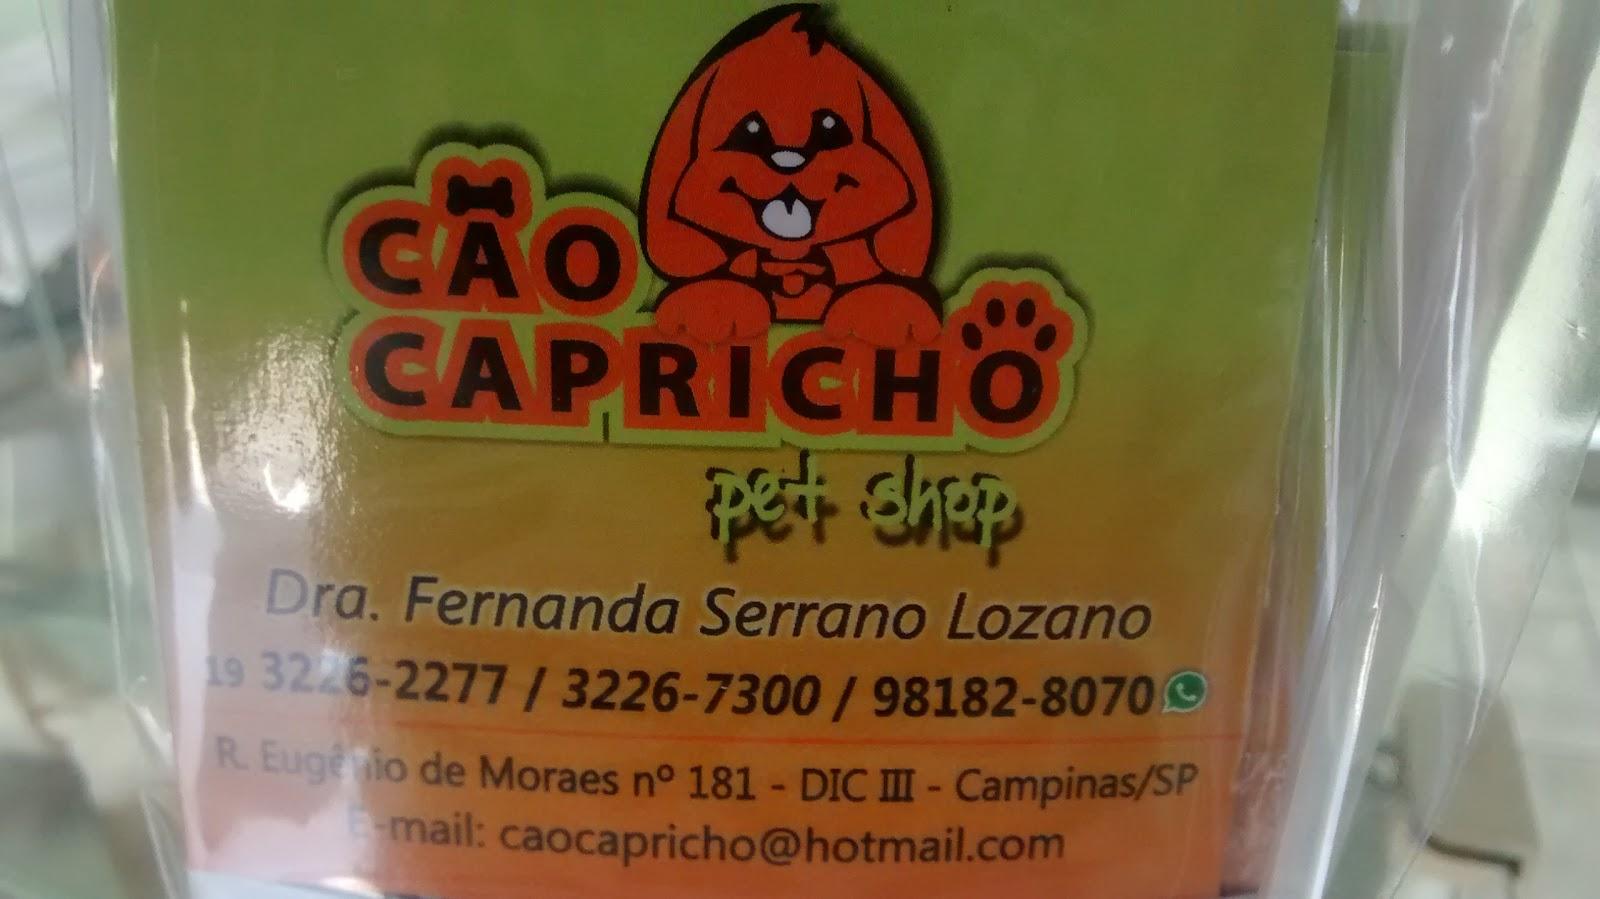 CÃO
CAPRICHO
pet shop
Dra. Fernanda Serrano Lozano
19 3226-2277 / 3226-7300 / 98182-8070
R. Eugênio de Moraes nº 181 - DIC III - Campinas/SP
E-mail: caocapricho@hotmail.com